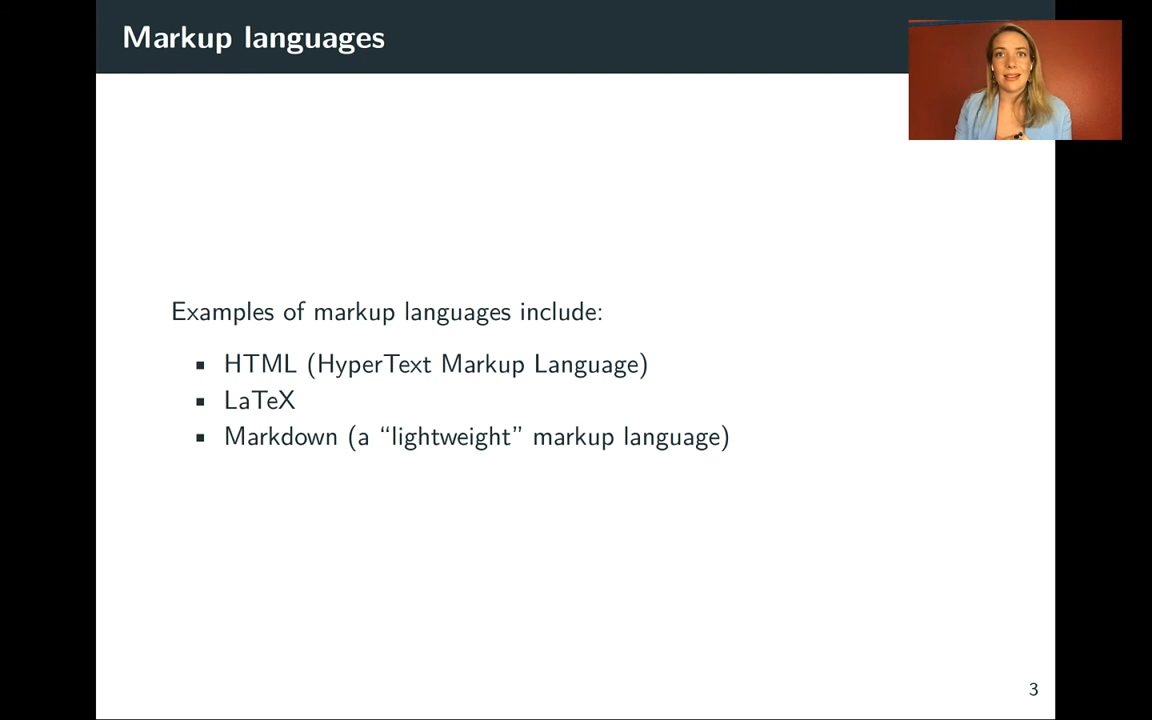 Markup languages
Examples of markup languages include:
▪ HTML (HyperText Markup Language)
▪ LaTeX
▪ Markdown (a “lightweight” markup language)
3